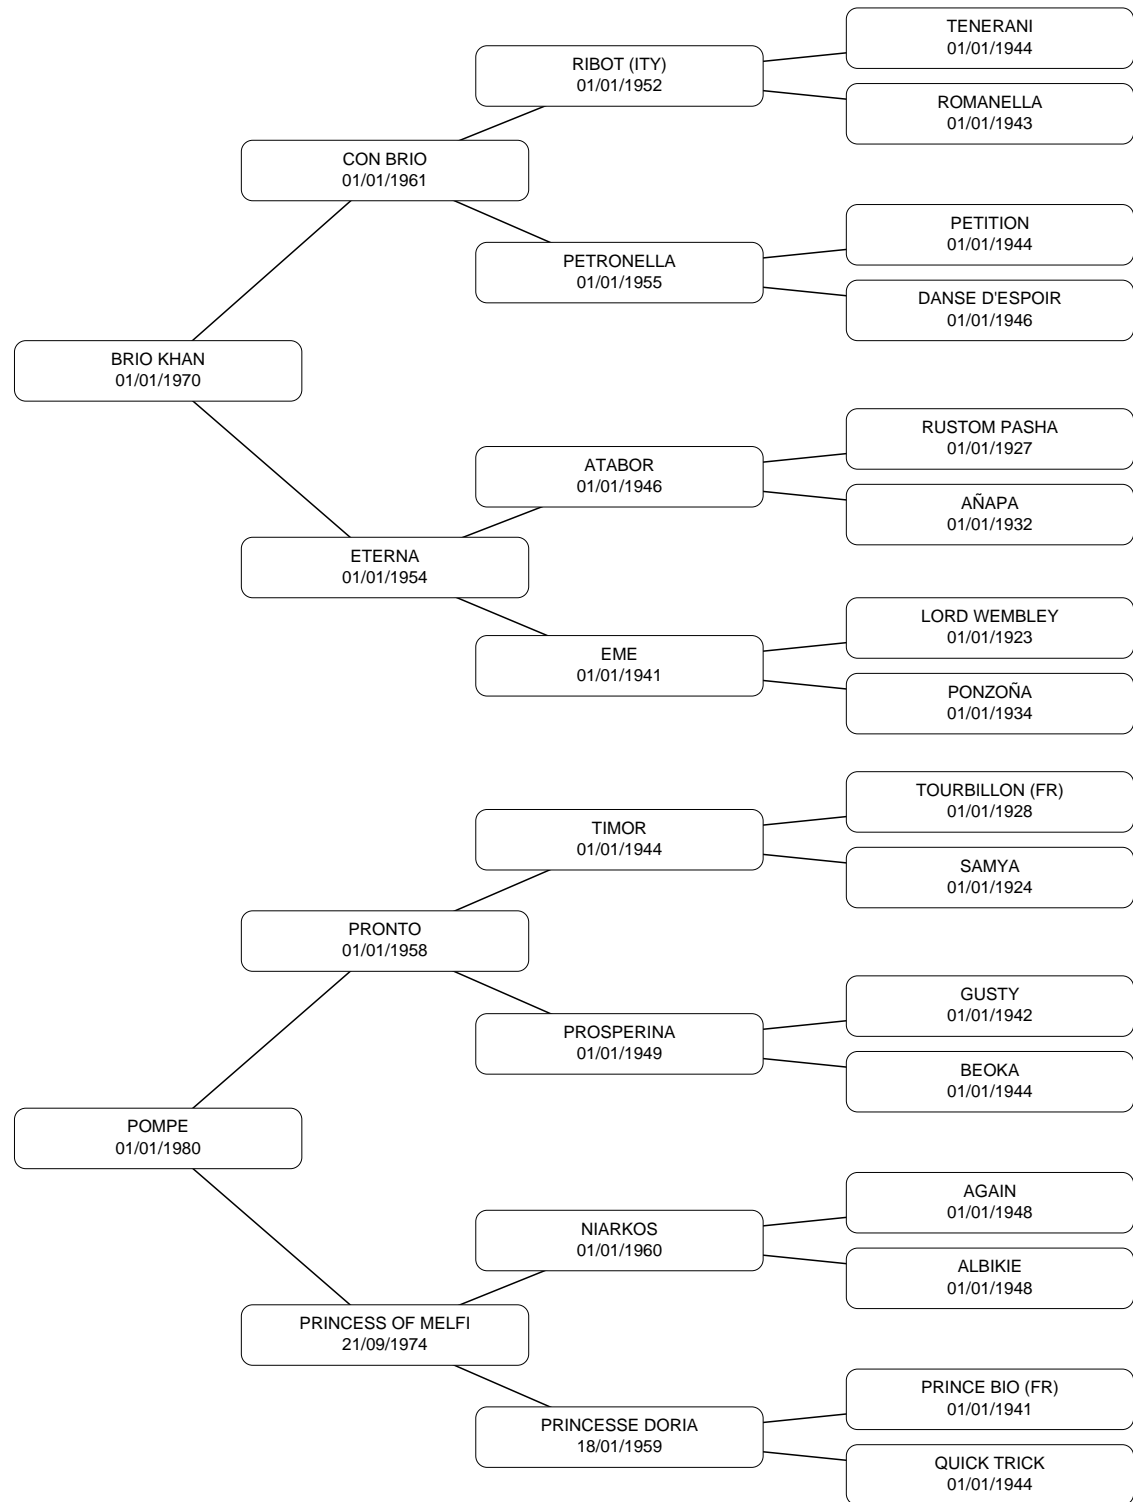 TENERANI
01/01/1944
RIBOT (ITY)
01/01/1952
ROMANELLA
01/01/1943
CON BRIO
01/01/1961
PETITION
01/01/1944
PETRONELLA
01/01/1955
DANSE D'ESPOIR
01/01/1946
BRIO KHAN
01/01/1970
RUSTOM PASHA
01/01/1927
ATABOR
01/01/1946
AÑAPA
01/01/1932
ETERNA
01/01/1954
LORD WEMBLEY
01/01/1923
EME
01/01/1941
PONZOÑA
01/01/1934
TOURBILLON (FR)
01/01/1928
TIMOR
01/01/1944
SAMYA
01/01/1924
PRONTO
01/01/1958
GUSTY
01/01/1942
PROSPERINA
01/01/1949
BEOKA
01/01/1944
POMPE
01/01/1980
AGAIN
01/01/1948
NIARKOS
01/01/1960
ALBIKIE
01/01/1948
PRINCESS OF MELFI
21/09/1974
PRINCE BIO (FR)
01/01/1941
PRINCESSE DORIA
18/01/1959
QUICK TRICK
01/01/1944